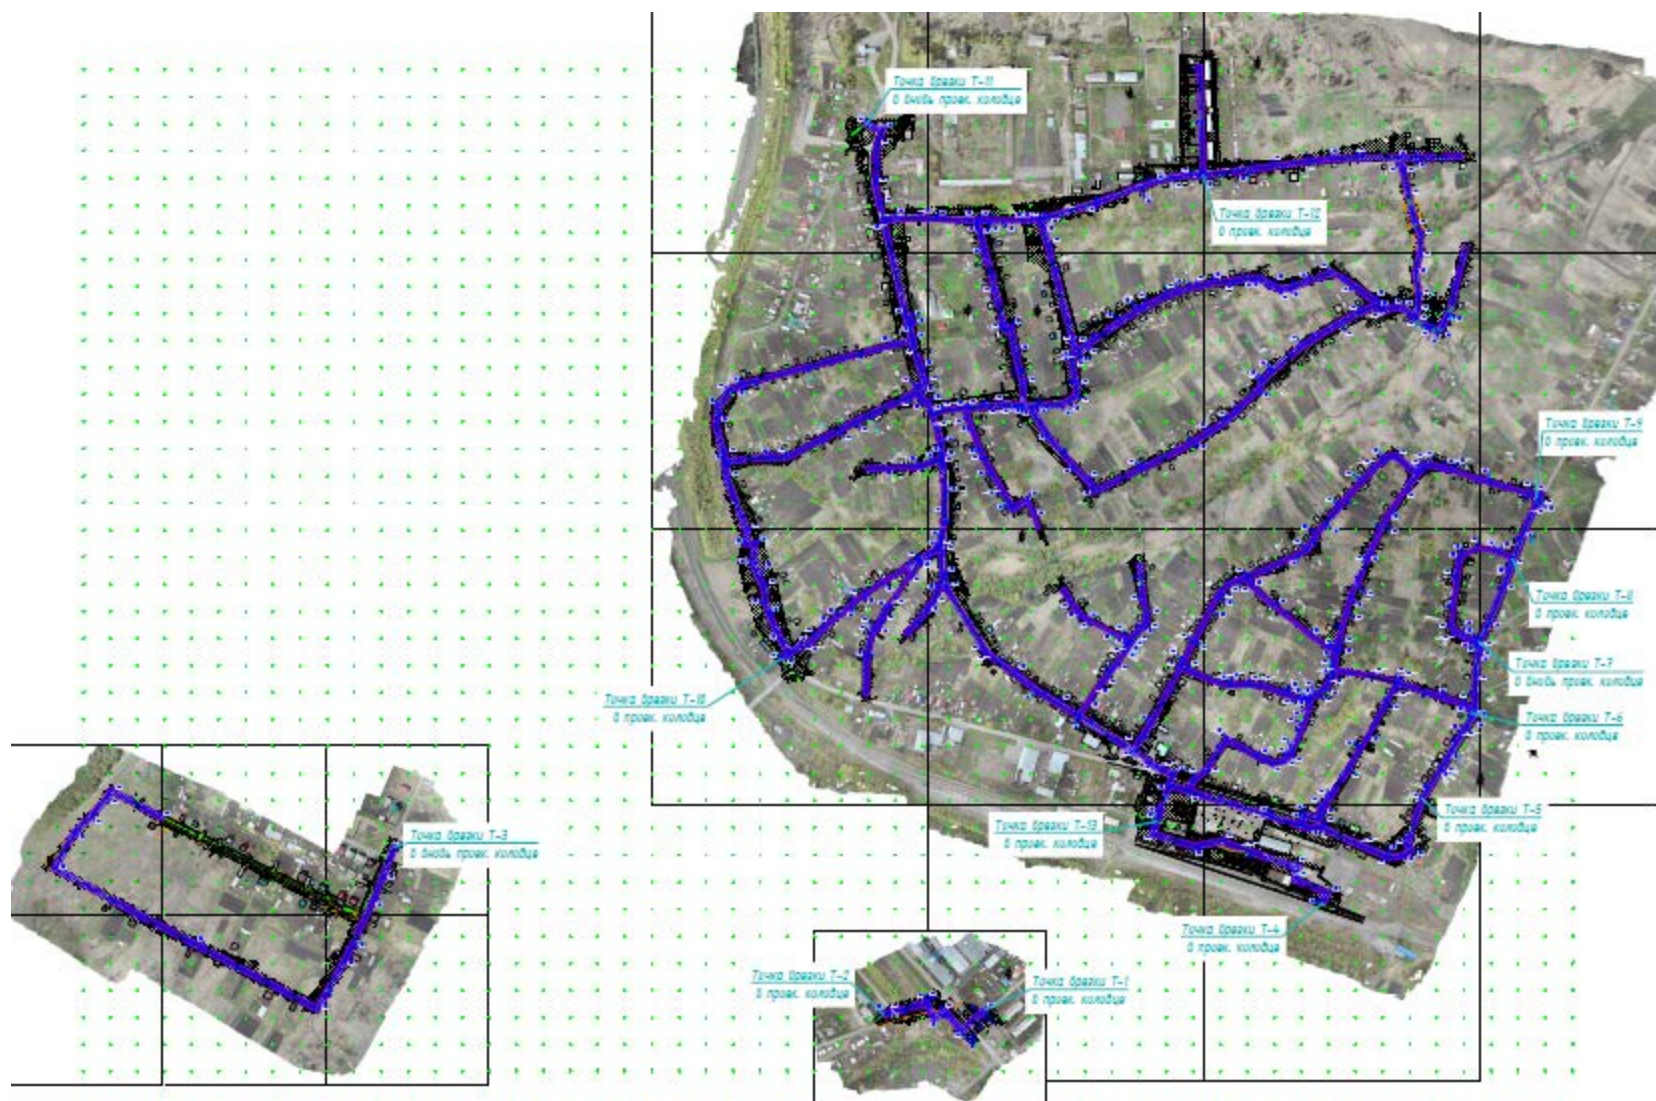 Точка врезки Т-11
в вновь проек. колодце
Точка врезки Т-12
в проек. колодце
Точка врезки Т-9
в проек. колодце
Точка врезки Т-8
в проек. колодце
Точка врезки Т-7
в вновь проек. колодце
Точка врезки Т-10
в проек. колодце
Точка врезки Т-6
в проек. колодце
Точка врезки Т-5
в проек. колодце
Точка врезки Т-13
в проек. колодце
Точка врезки Т-3
в вновь проек. колодце
Точка врезки Т-4
в проек. колодце
Точка врезки Т-2
в проек. колодце
Точка врезки Т-1
в проек. колодце